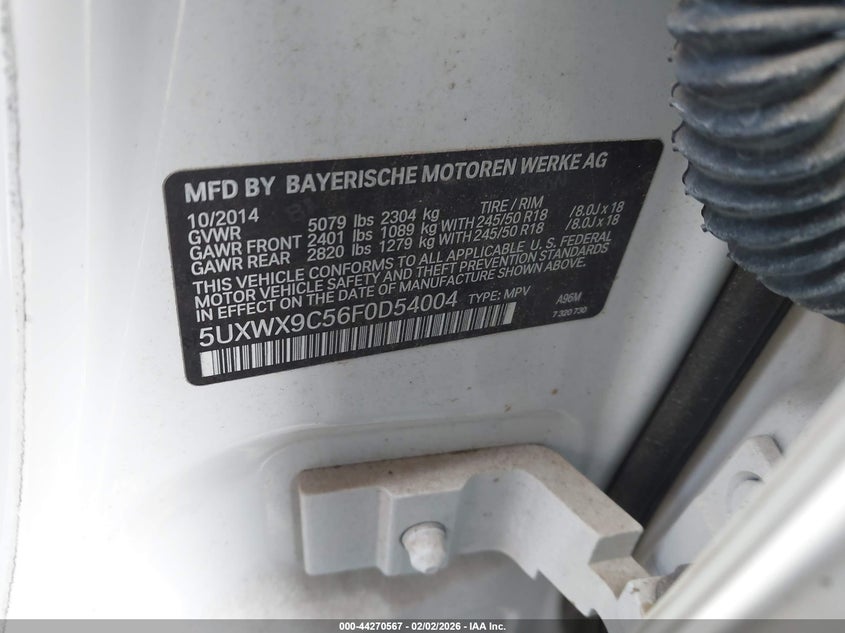 MFD BY BAYERISCHE MOTOREN WERKE AG
10/2014 TIRE / RIM
GVWR 5079 lbs 2304 kg
GAWR FRONT 2401 lbs 1089 kg WITH 245/50 R18 /8.0J x 18
GAWR REAR 2820 lbs 1279 kg WITH 245/50 R18 /8.0J x 18
THIS VEHICLE CONFORMS TO ALL APPLICABLE U.S. FEDERAL
MOTOR VEHICLE SAFETY AND THEFT PREVENTION STANDARDS
IN EFFECT ON THE DATE OF MANUFACTURE SHOWN ABOVE.
5UXWX9C56F0D54004 TYPE: MPV A96M
7 320 730
000-44270567 - 02/02/2026 - IAA Inc.